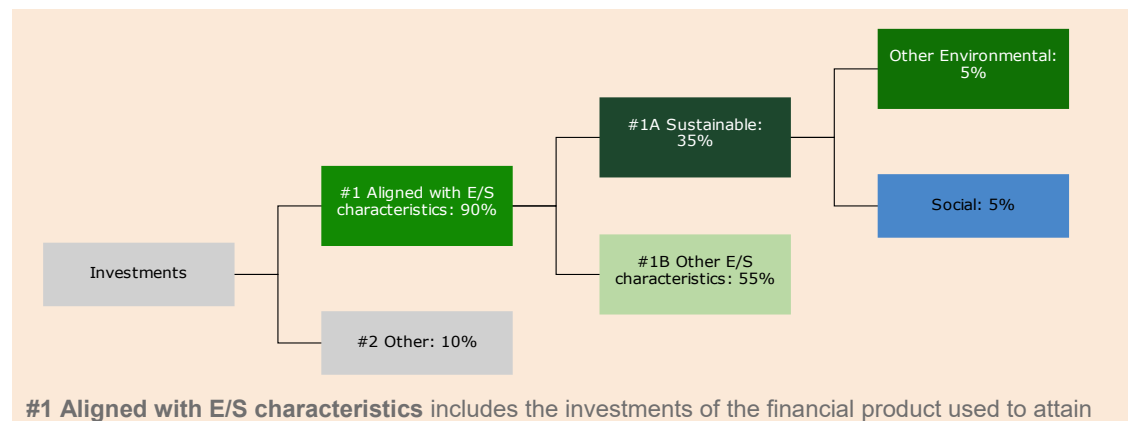 Other Environmental:
5%
#1A Sustainable:
35%
#1 Aligned with E/S
characteristics: 90%
Social: 5%
#1B Other E/S
characteristics: 55%
Investments
#2 Other: 10%
#1 Aligned with E/S characteristics includes the investments of the financial product used to attain